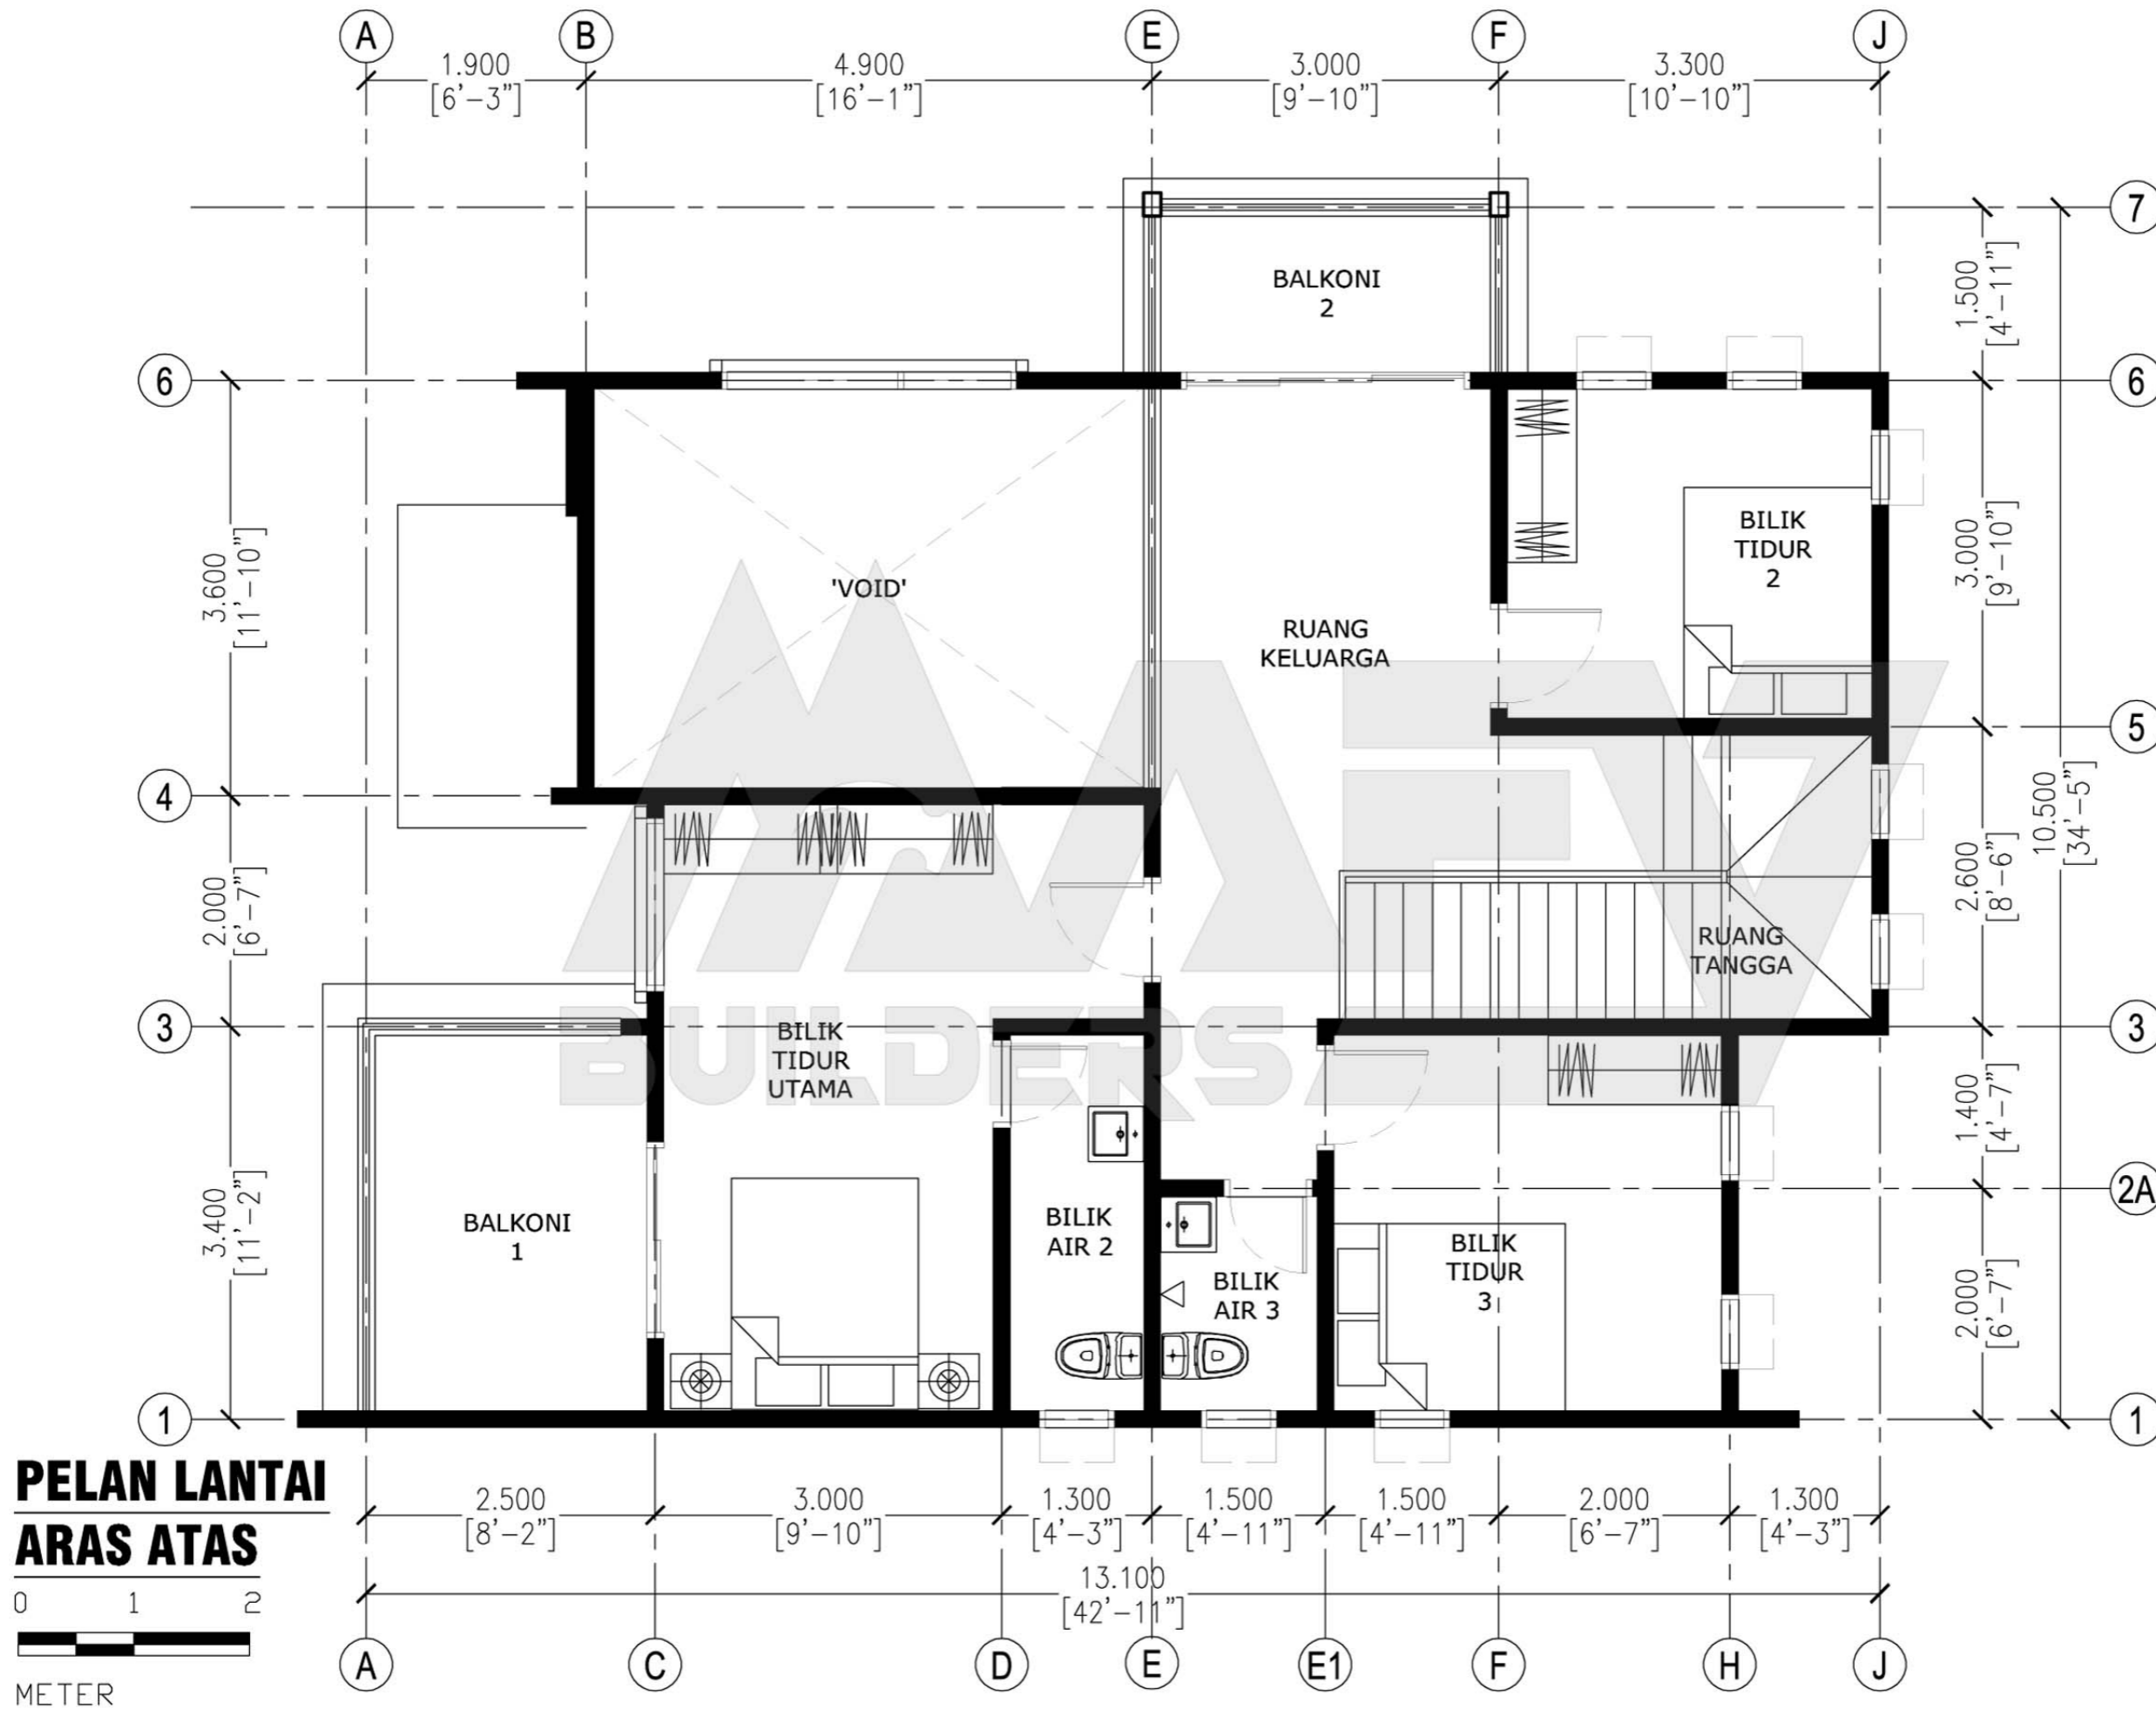 A B E F J
1.900 4.900 3.000 3.300
[6'-3"] [16'-1"] [9'-10"] [10'-10"]
7
1.500
[4'-11"]
BALKONI
2
6 6
3.600
[11'-10"]
3.000
[9'-10"]
BILIK
TIDUR
2
'VOID'
RUANG
KELUARGA
5
4
10.500
[34'-5"]
2.600
[8'-6"]
2.000
[6'-7"]
RUANG
TANGGA
MRAEV
BUILDERS
3 3
BILIK
TIDUR
UTAMA
1.400
[4'-7"]
2A
3.400
[11'-2"]
BALKONI
1
BILIK
AIR 2
BILIK
AIR 3
BILIK
TIDUR
3
2.000
[6'-7"]
1 1
PELAN LANTAI
ARAS ATAS
0 1 2
METER
2.500 3.000 1.300 1.500 1.500 2.000 1.300
[8'-2"] [9'-10"] [4'-3"] [4'-11"] [4'-11"] [6'-7"] [4'-3"]
13.100
[42'-11"]
A C D E E1 F H J